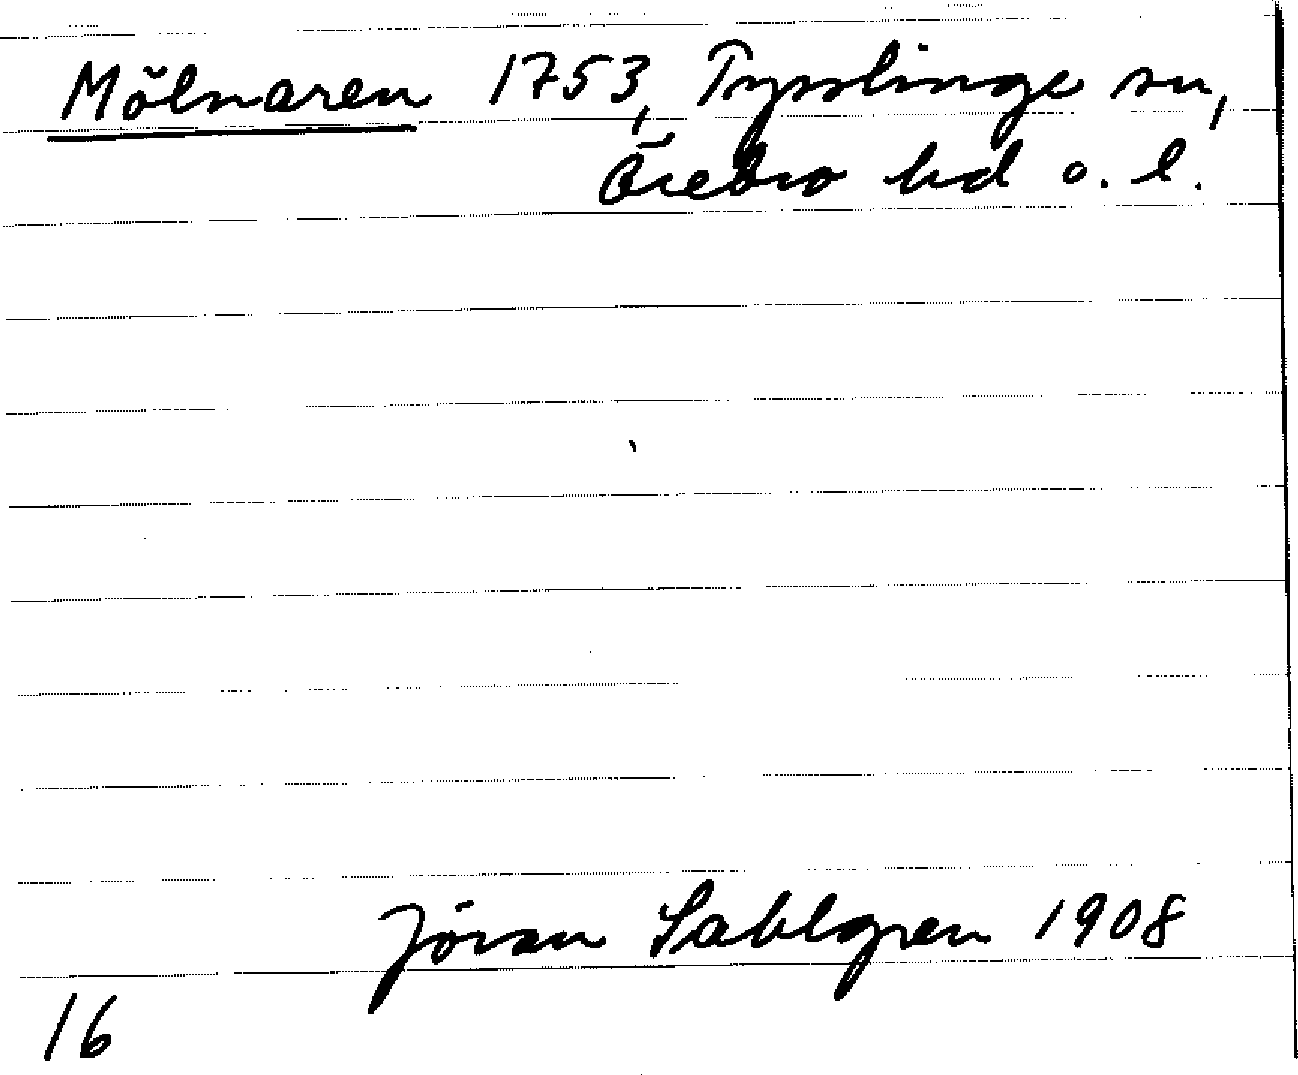 Mölnaren 1753, Tysslinge sn,
Örebro hd o. l.
Jöran Sahlgren 1908
16